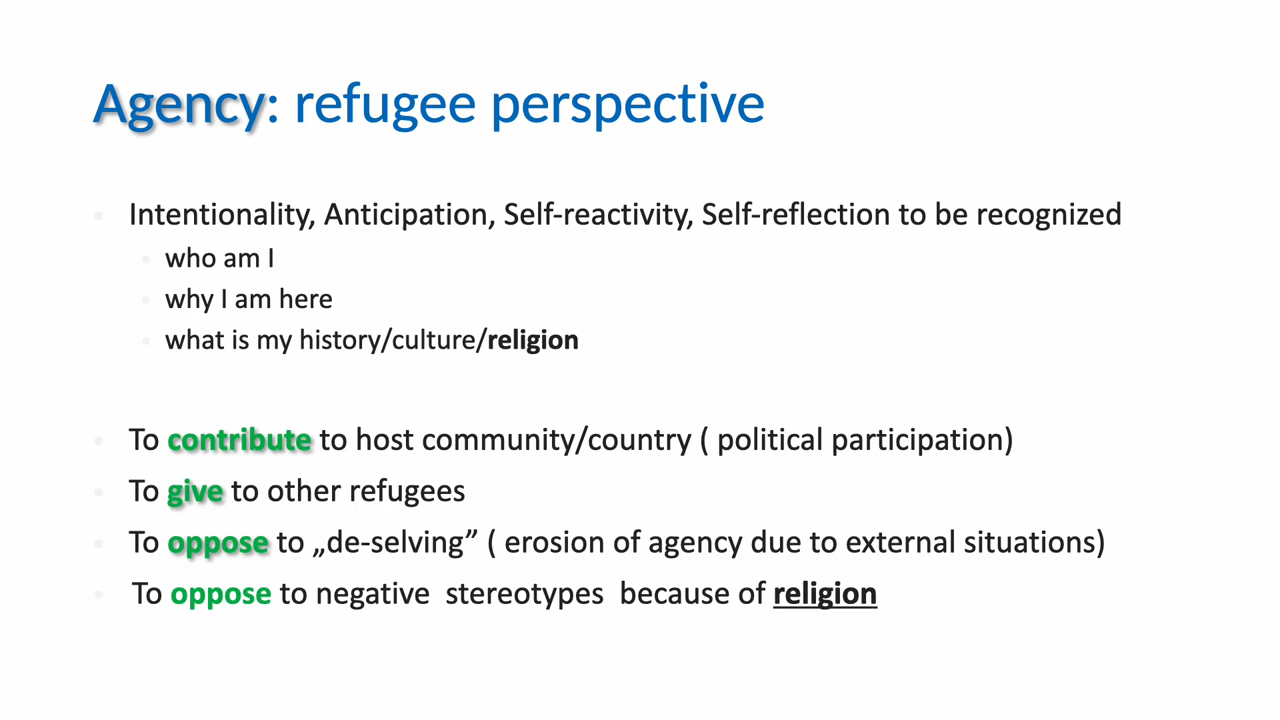 Agency: refugee perspective
Intentionality, Anticipation, Self-reactivity, Self-reflection to be recognized
who am I
why I am here
what is my history/culture/religion
To contribute to host community/country ( political participation)
To give to other refugees
To oppose to „de-selving” ( erosion of agency due to external situations)
To oppose to negative  stereotypes  because of religion